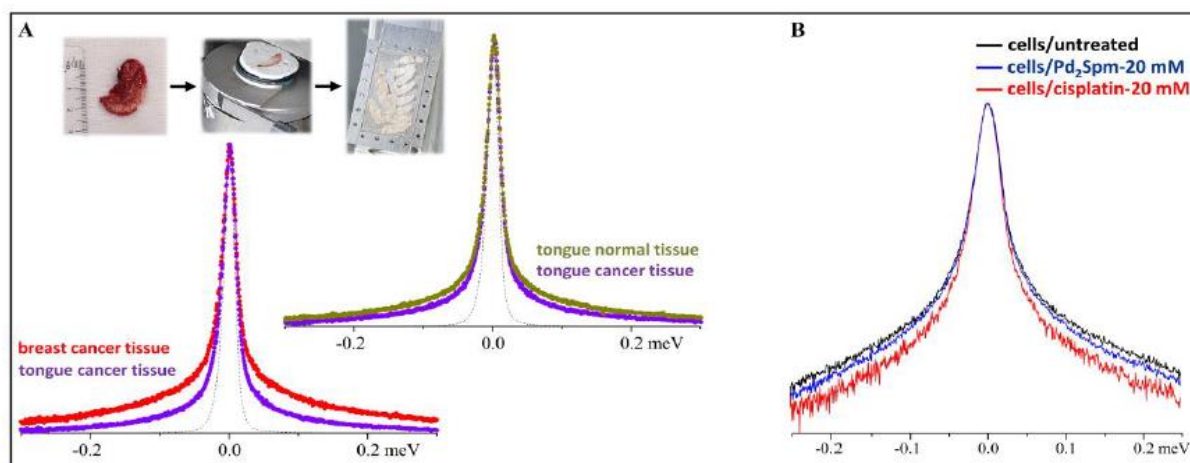 A
tongue normal tissue
tongue cancer tissue
-0.2
0.0
0.2 meV
breast cancer tissue
tongue cancer tissue
-0.2
0.0
0.2 meV
B
cells/untreated
cells/Pd₂Spm-20 mM
cells/cisplatin-20 mM
-0.2
-0.1
0.0
0.1
0.2 meV